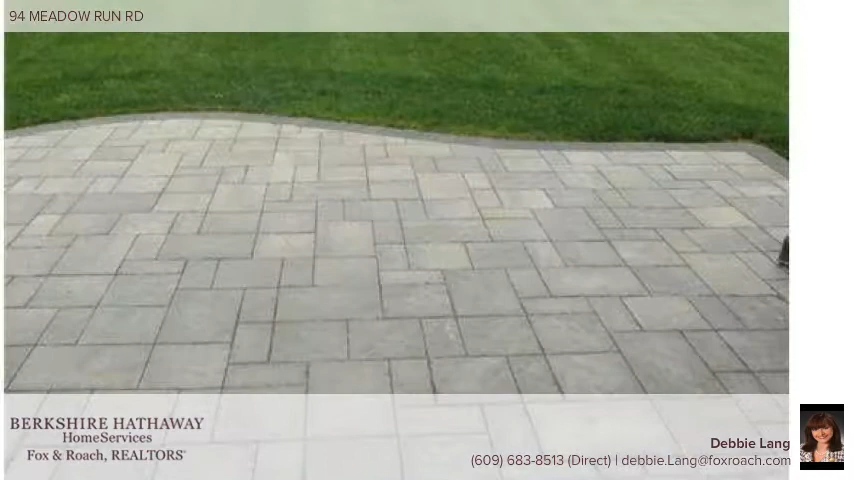 94 MEADOW RUN RD
BERKSHIRE HATHAWAY
HomeServices
Fox & Roach, REALTORS®
Debbie Lang
(609) 683-8513 (Direct) | debbie.Lang@foxroach.com